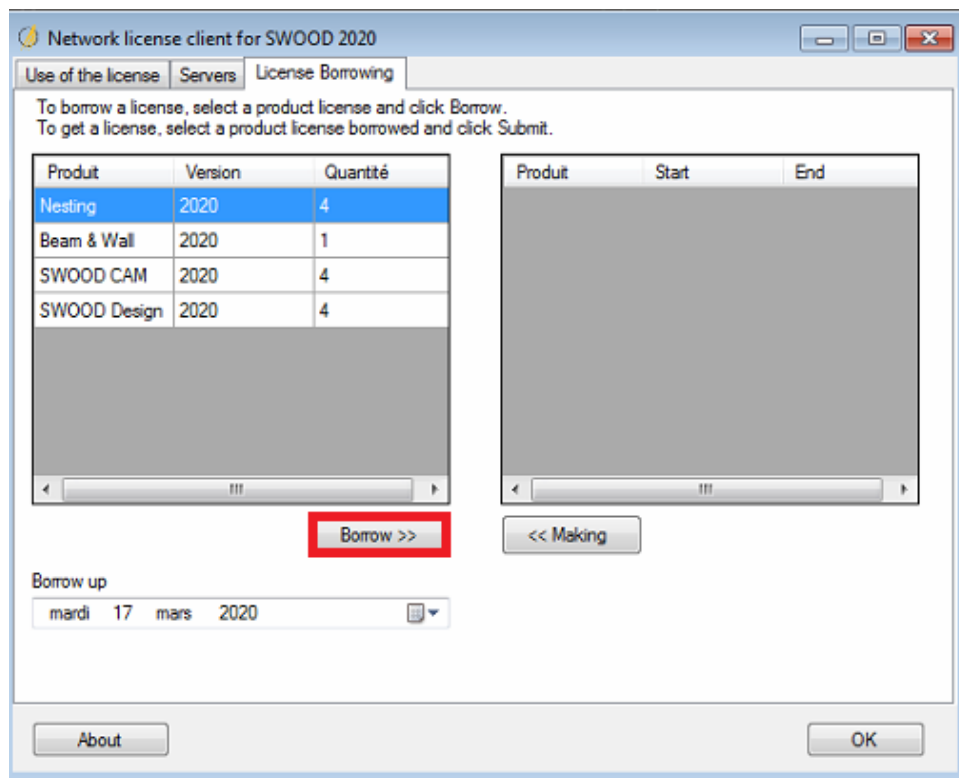 Network license client for SWOOD 2020
Use of the license Servers License Borrowing
To borrow a license, select a product license and click Borrow.
To get a license, select a product license borrowed and click Submit.
Produit Version Quantité Produit Start End
Nesting 2020 4
Beam & Wall 2020 1
SWOOD CAM 2020 4
SWOOD Design 2020 4
Borrow >> << Making
Borrow up
mardi 17 mars 2020
About OK